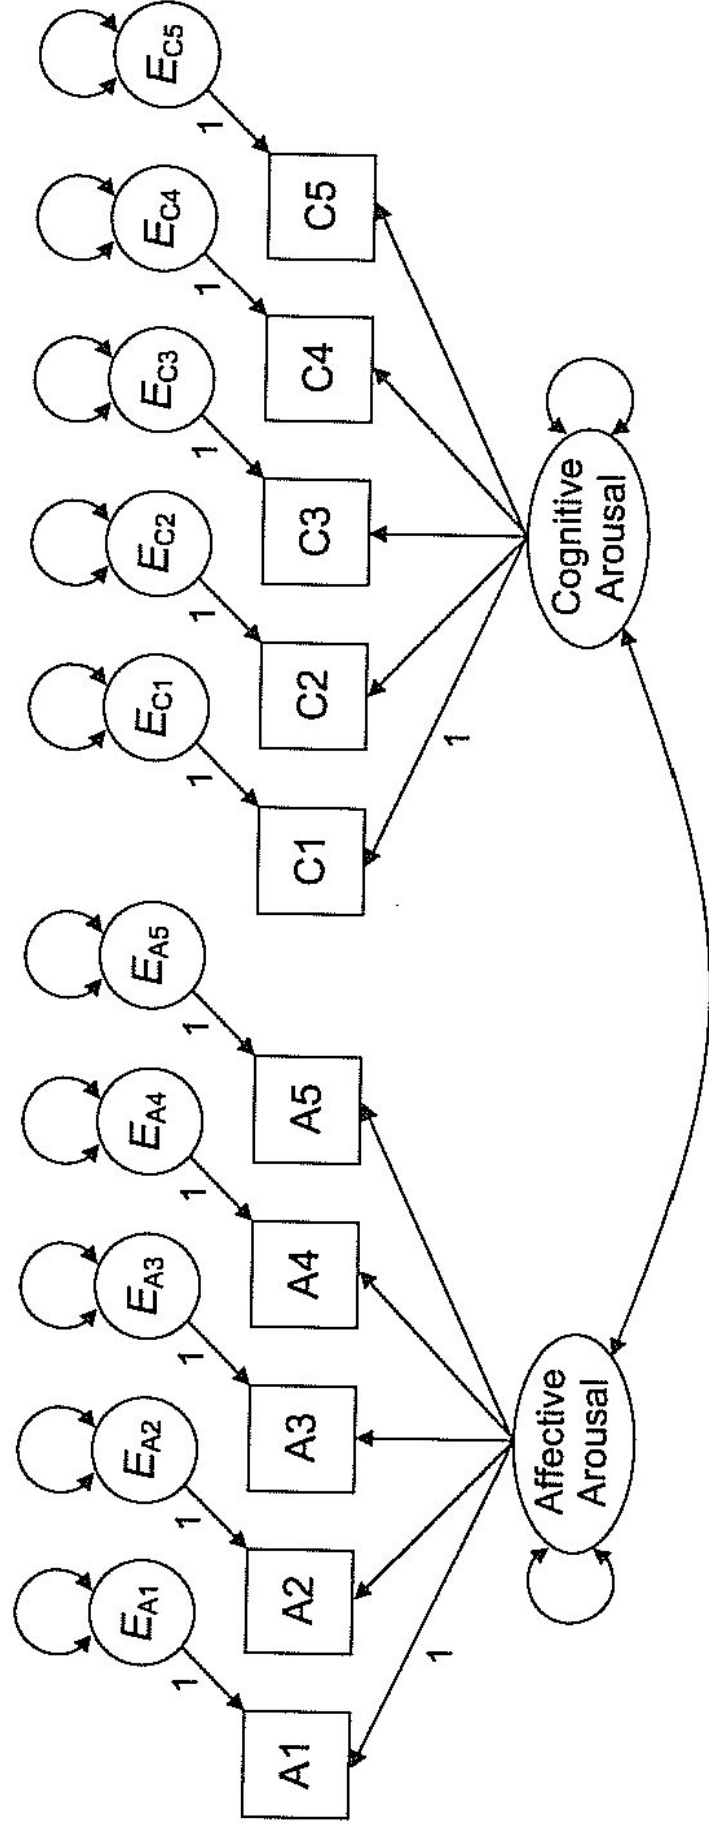 E_A1
E_A2
E_A3
E_A4
E_A5
E_C1
E_C2
E_C3
E_C4
E_C5
1
1
1
1
1
1
1
1
1
1
A1
A2
A3
A4
A5
C1
C2
C3
C4
C5
1
1
Affective
Arousal
Cognitive
Arousal